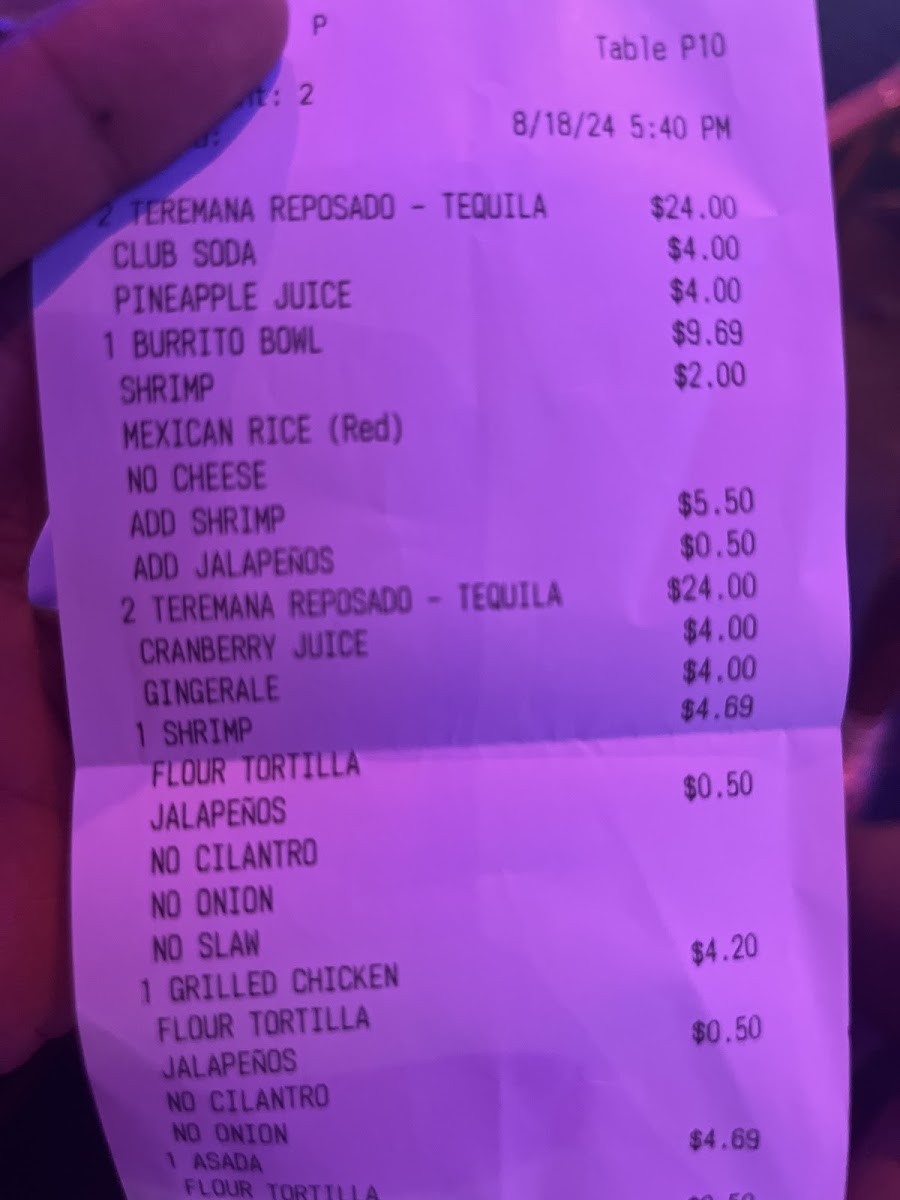 P
Table P10
: 2
8/18/24 5:40 PM
2 TEREMANA REPOSADO - TEQUILA $24.00
CLUB SODA $4.00
PINEAPPLE JUICE $4.00
1 BURRITO BOWL $9.69
SHRIMP $2.00
MEXICAN RICE (Red)
NO CHEESE
ADD SHRIMP $5.50
ADD JALAPEÑOS $0.50
2 TEREMANA REPOSADO - TEQUILA $24.00
CRANBERRY JUICE $4.00
GINGERALE $4.00
1 SHRIMP $4.69
FLOUR TORTILLA
JALAPEÑOS $0.50
NO CILANTRO
NO ONION
NO SLAW
1 GRILLED CHICKEN $4.20
FLOUR TORTILLA
JALAPEÑOS $0.50
NO CILANTRO
NO ONION
1 ASADA $4.69
FLOUR TORTILLA